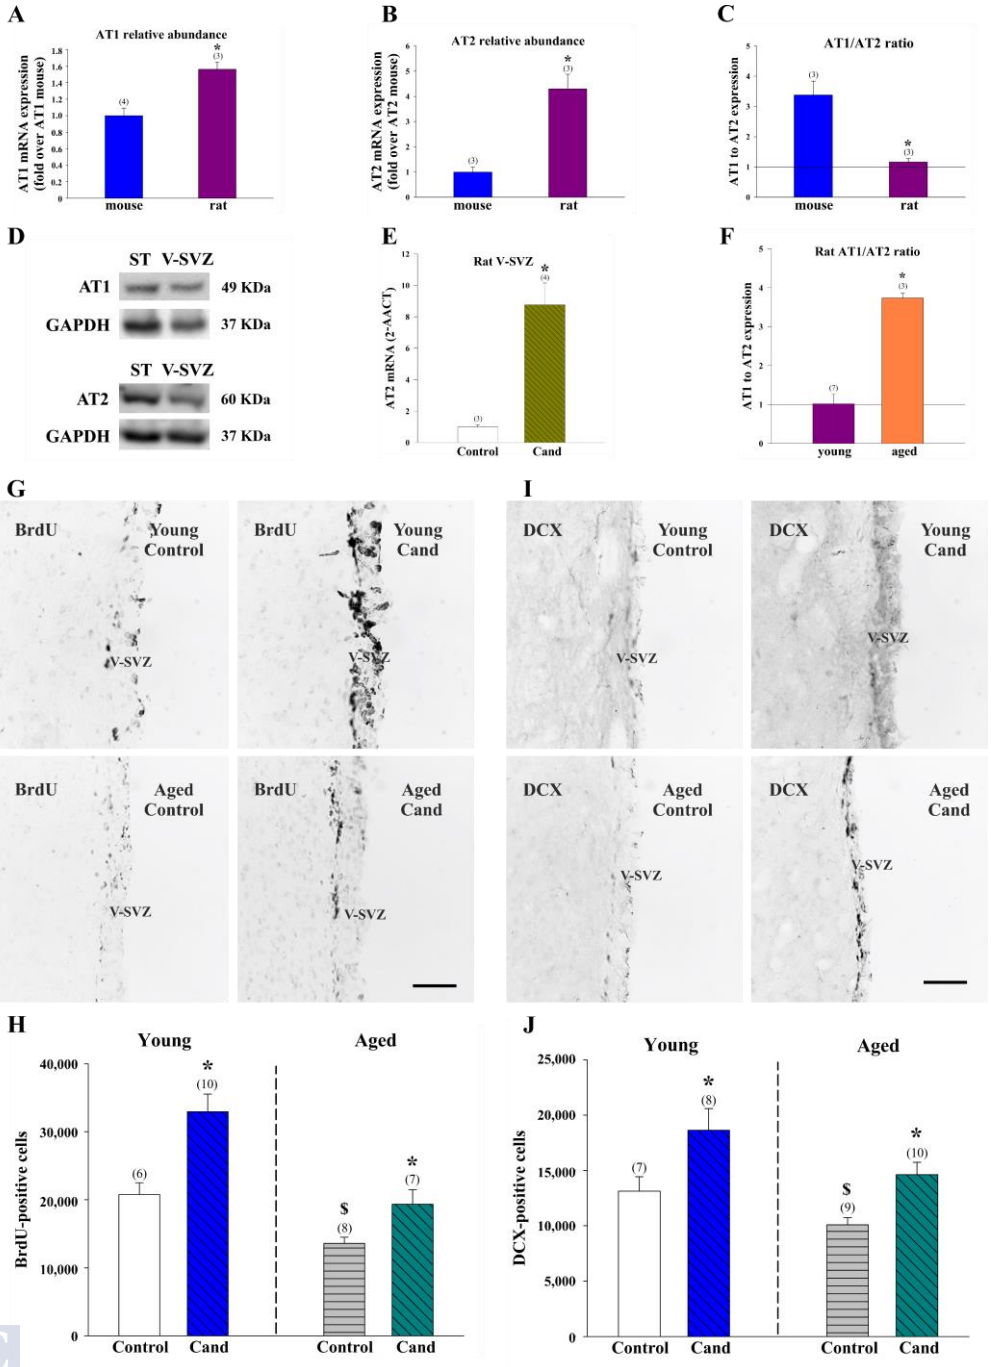 A
AT1 relative abundance
AT1 mRNA expression
(fold over AT1 mouse)
1.8
1.6
1.4
1.2
1.0
0.8
0.6
0.4
0.2
0
(4)
*
(3)
mouse
rat
B
AT2 relative abundance
AT2 mRNA expression
(fold over AT2 mouse)
6
5
4
3
2
1
0
(3)
*
(3)
mouse
rat
C
AT1/AT2 ratio
AT1 to AT2 expression
5
4
3
2
1
0
(3)
*
(3)
mouse
rat
D
ST V-SVZ
AT1
49 KDa
GAPDH
37 KDa
ST V-SVZ
AT2
60 KDa
GAPDH
37 KDa
E
Rat V-SVZ
AT2 mRNA (2-AACT)
12
10
8
6
4
2
0
(3)
*
(4)
Control
Cand
F
Rat AT1/AT2 ratio
AT1 to AT2 expression
5
4
3
2
1
0
(7)
*
(3)
young
aged
G
BrdU
Young
Control
V-SVZ
BrdU
Young
Cand
V-SVZ
BrdU
Aged
Control
V-SVZ
BrdU
Aged
Cand
V-SVZ
I
DCX
Young
Control
V-SVZ
DCX
Young
Cand
V-SVZ
DCX
Aged
Control
V-SVZ
DCX
Aged
Cand
V-SVZ
H
Young
Aged
BrdU-positive cells
40,000
30,000
20,000
10,000
0
(6)
*
(10)
$
(8)
*
(7)
Control
Cand
Control
Cand
J
Young
Aged
DCX-positive cells
25,000
20,000
15,000
10,000
5,000
0
(7)
*
(8)
$
(9)
*
(10)
Control
Cand
Control
Cand